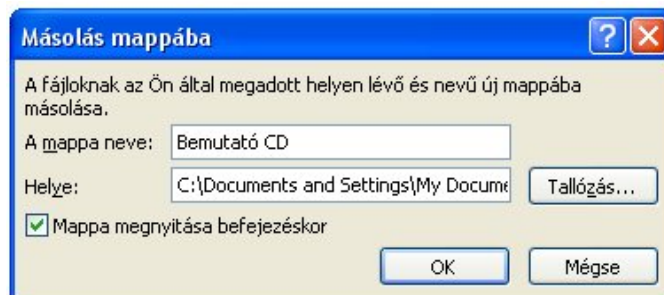 Másolás mappába
A fájloknak az Ön által megadott helyen lévő és nevű új mappába
másolása.
A mappa neve: Bemutató CD
Helye: C:\Documents and Settings\My Docume Tallózás...
Mappa megnyitása befejezéskor
OK Mégse